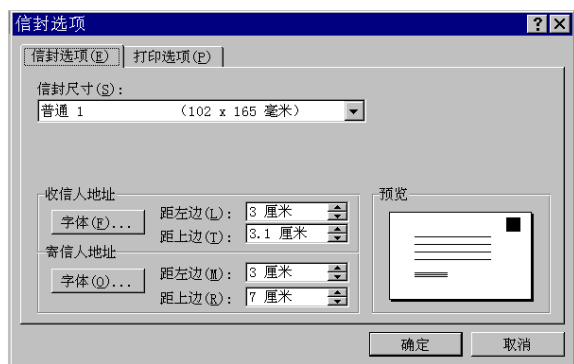 信封选项
信封选项(E) 打印选项(P)
信封尺寸(S):
普通 1 (102 x 165 毫米)
收信人地址
字体(F)...
距左边(L): 3 厘米
距上边(T): 3.1 厘米
寄信人地址
字体(O)...
距左边(M): 3 厘米
距上边(R): 7 厘米
预览
确定 取消